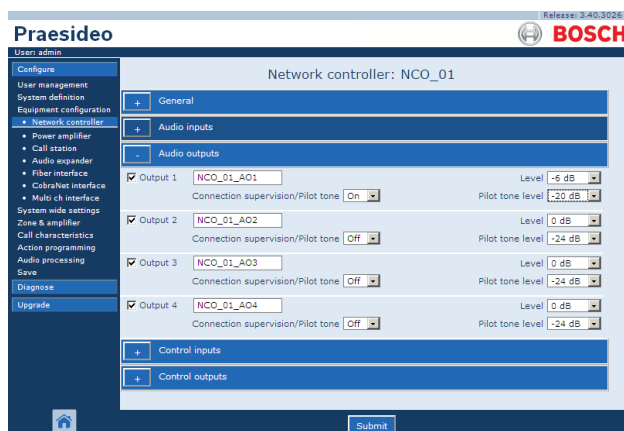 Release: 3.40.3026
Praesideo
BOSCH
User: admin
Configure
User management
System definition
Equipment configuration
• Network controller
• Power amplifier
• Call station
• Audio expander
• Fiber interface
• CobraNet interface
• Multi ch interface
System wide settings
Zone & amplifier
Call characteristics
Action programming
Audio processing
Save
Diagnose
Upgrade
Network controller: NCO_01
+ General
+ Audio inputs
- Audio outputs
Output 1 NCO_01_AO1 Level -6 dB
Connection supervision/Pilot tone On Pilot tone level -20 dB
Output 2 NCO_01_AO2 Level 0 dB
Connection supervision/Pilot tone Off Pilot tone level -24 dB
Output 3 NCO_01_AO3 Level 0 dB
Connection supervision/Pilot tone Off Pilot tone level -24 dB
Output 4 NCO_01_AO4 Level 0 dB
Connection supervision/Pilot tone Off Pilot tone level -24 dB
+ Control inputs
+ Control outputs
Submit